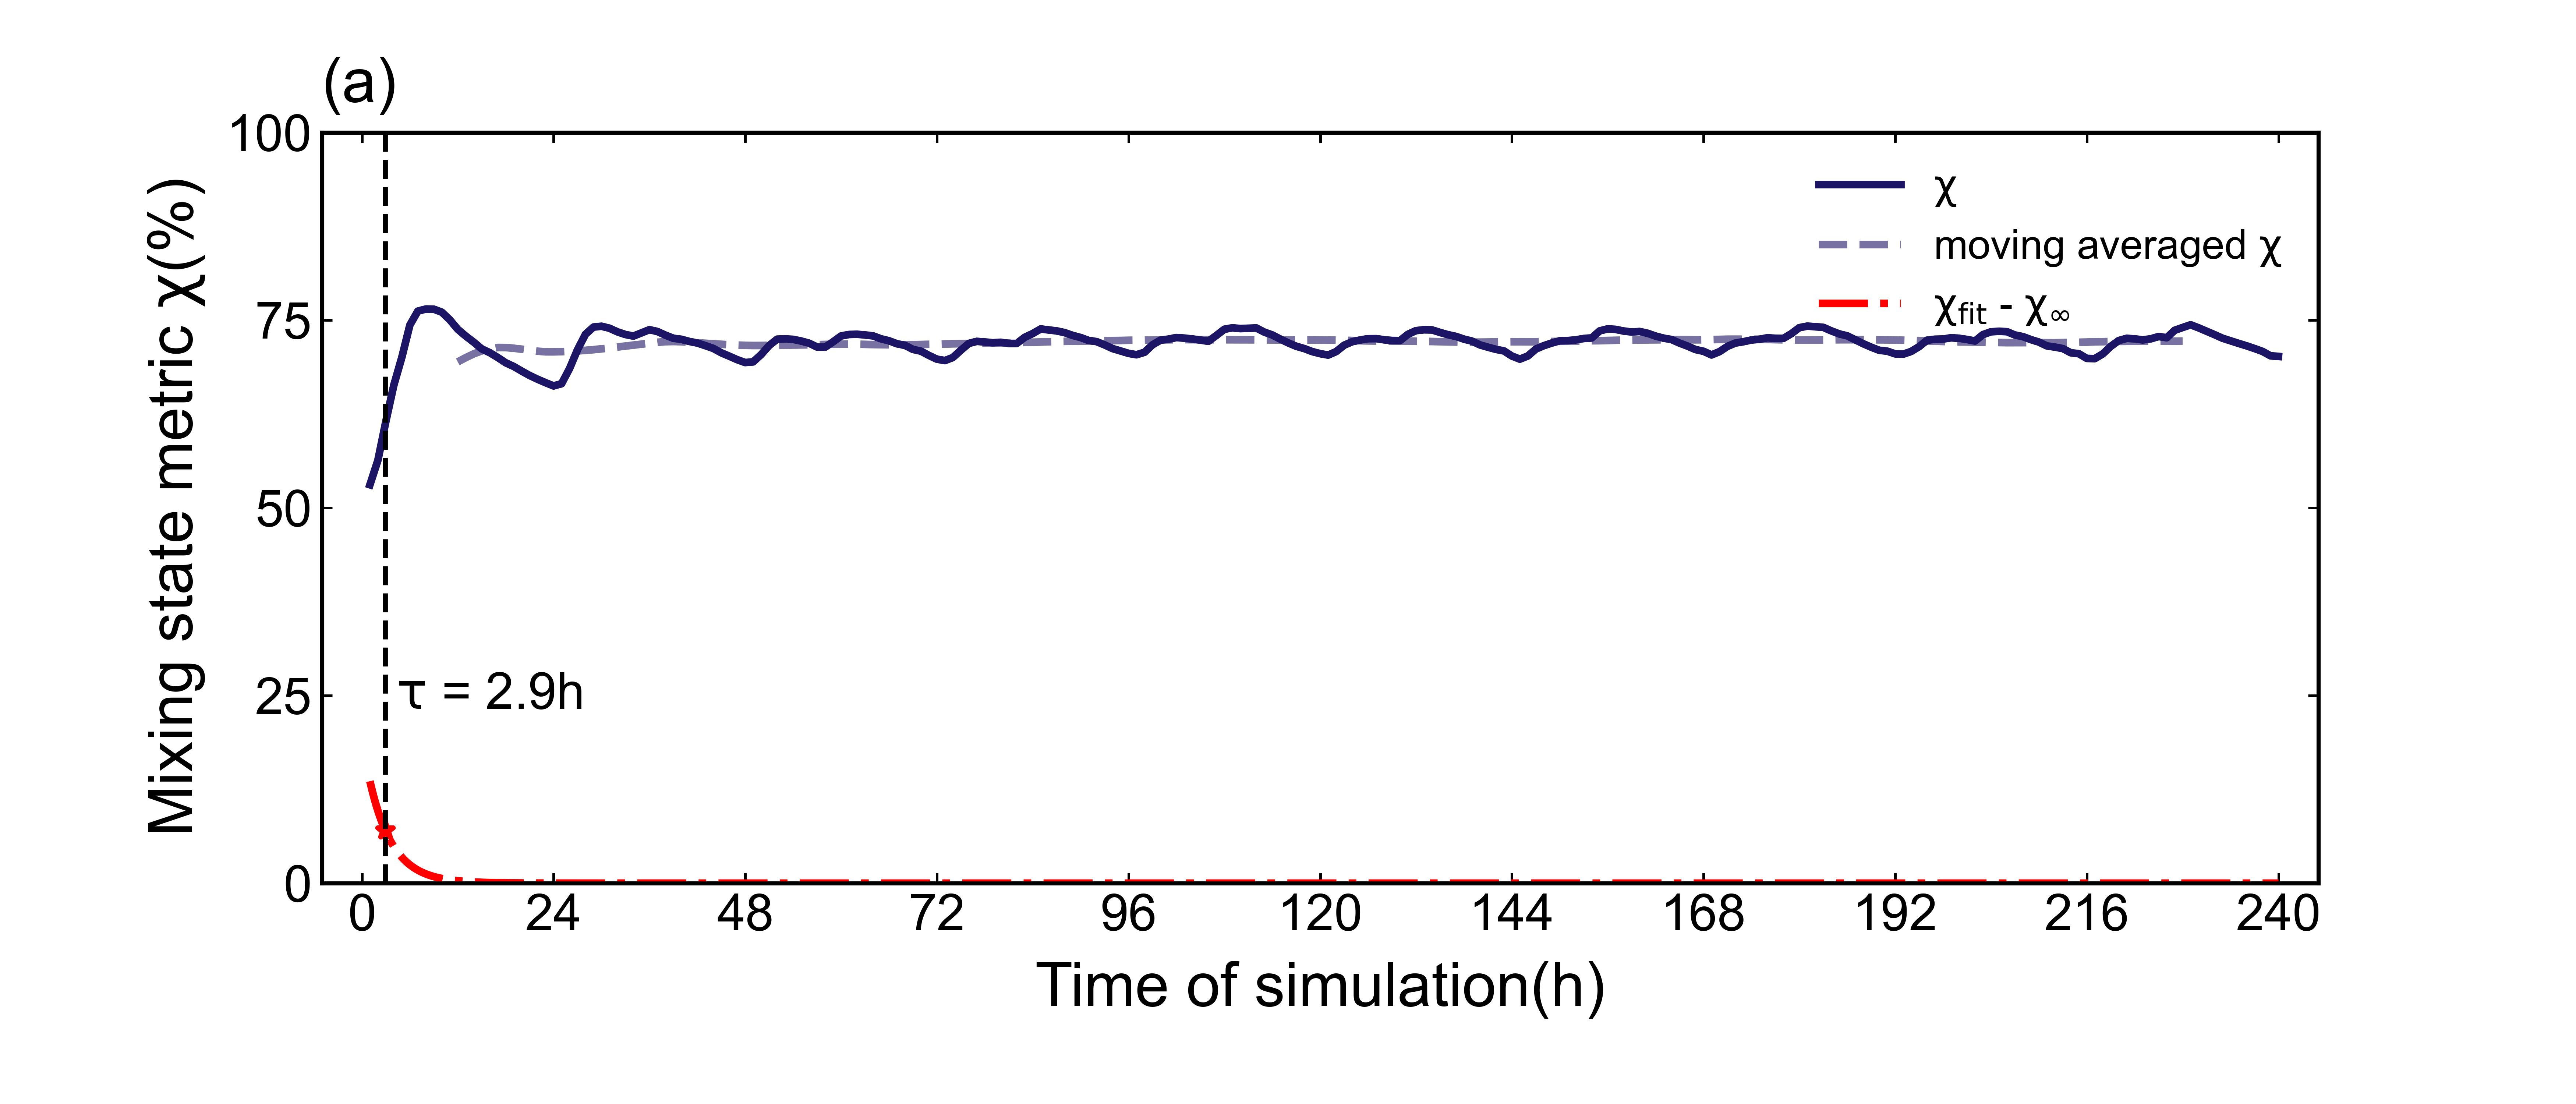 (a)
Mixing state metric χ(%)
100
75
50
25
0
χ
moving averaged χ
χfit - χ∞
τ = 2.9h
0 24 48 72 96 120 144 168 192 216 240
Time of simulation(h)